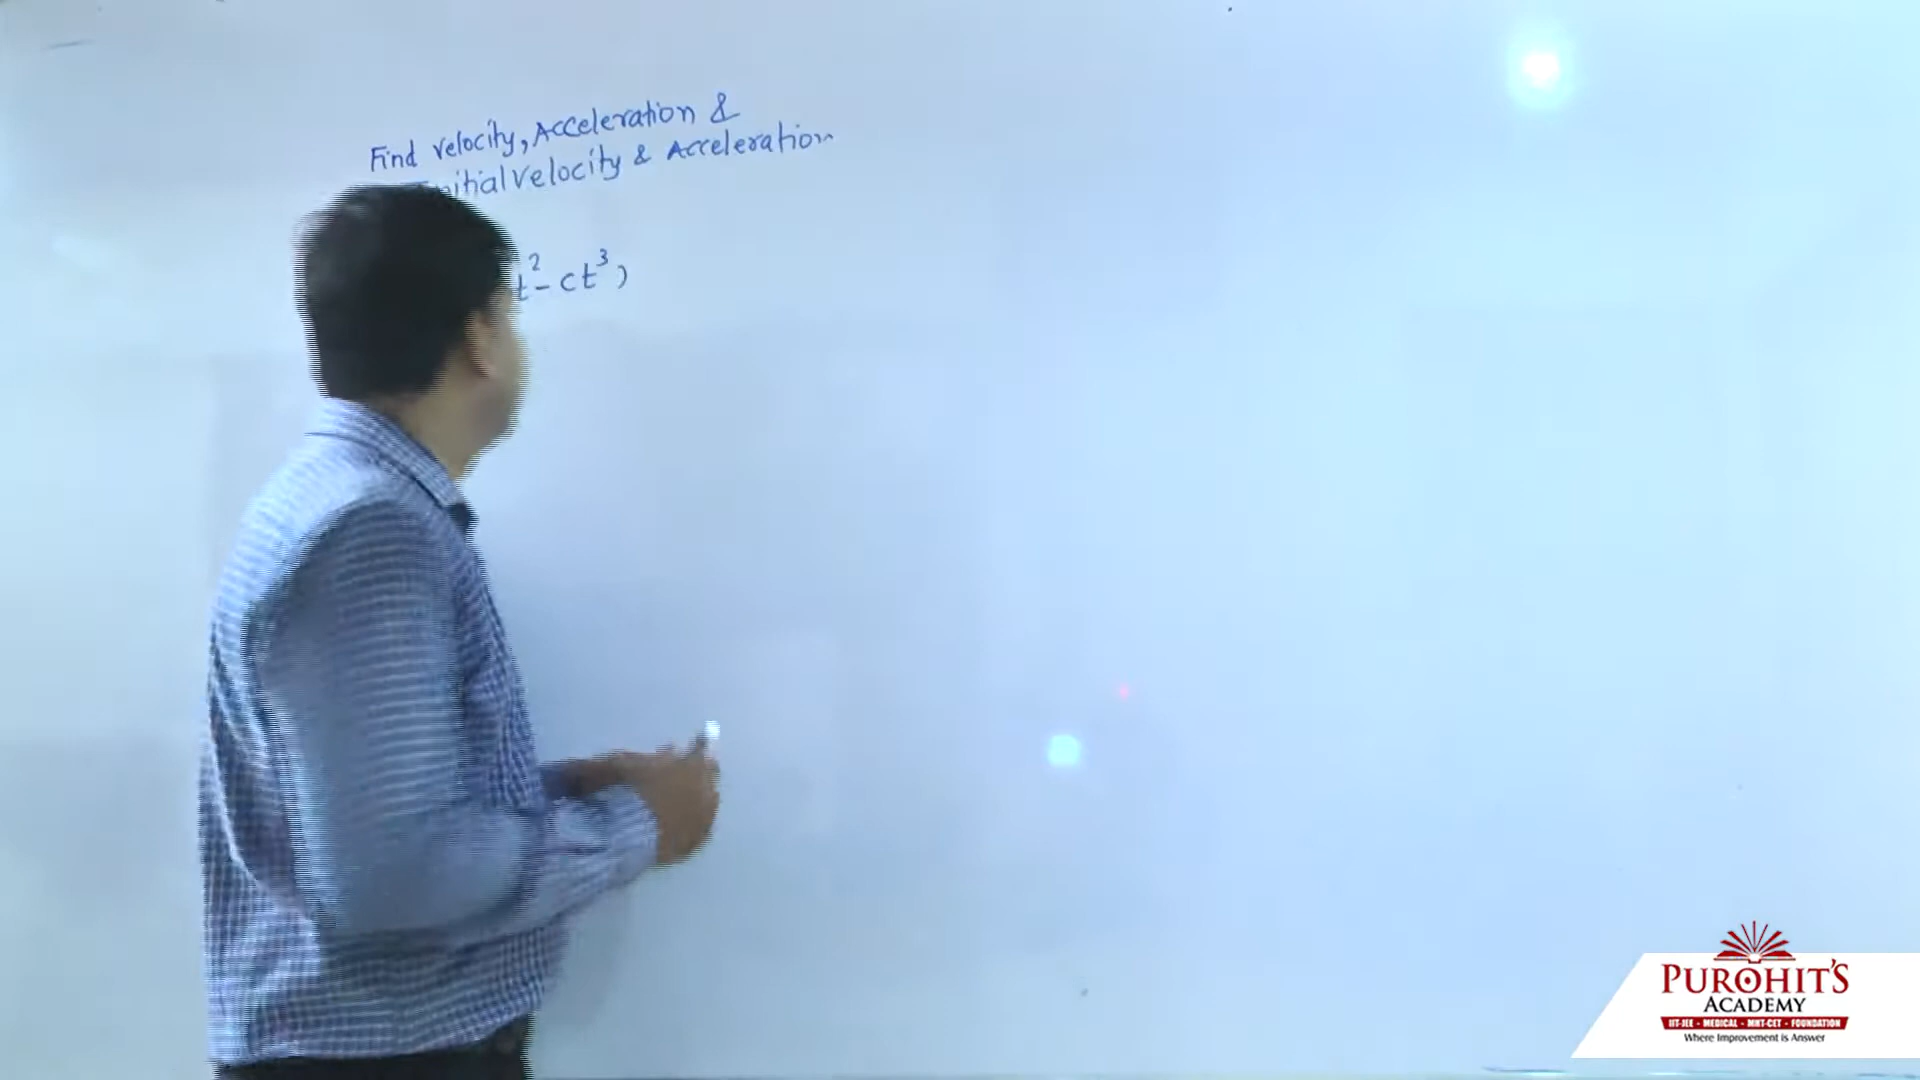 Find velocity, Acceleration &
Initial Velocity & Acceleration
t²- ct³)
PUROHIT'S
ACADEMY
IIT-JEE • MEDICAL • MHT-CET • FOUNDATION
Where Improvement is Answer